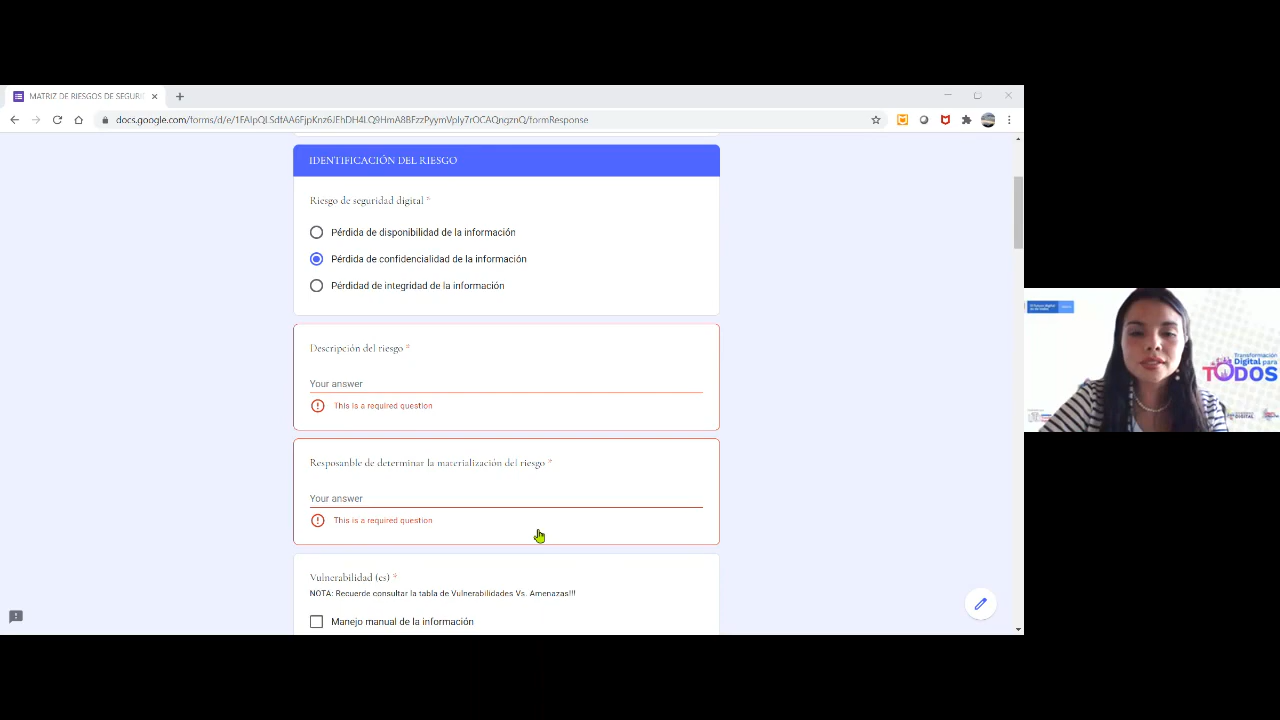 MATRIZ DE RIESGOS DE SEGURI
docs.google.com/forms/d/e/1FAIpQLSdfAA6FjpKnz6JEhDH4LQ9HmA8BFzzPyymVpIy7rOCAQngznQ/formResponse
IDENTIFICACIÓN DEL RIESGO
Riesgo de seguridad digital *
Pérdida de disponibilidad de la información
Pérdida de confidencialidad de la información
Pérdidad de integridad de la información
Descripción del riesgo *
Your answer
This is a required question
Resposanble de determinar la materialización del riesgo *
Your answer
This is a required question
Vulnerabilidad (es) *
NOTA: Recuerde consultar la tabla de Vulnerabilidades Vs. Amenazas!!!
Manejo manual de la información
Transformación
Digital para
TODOS